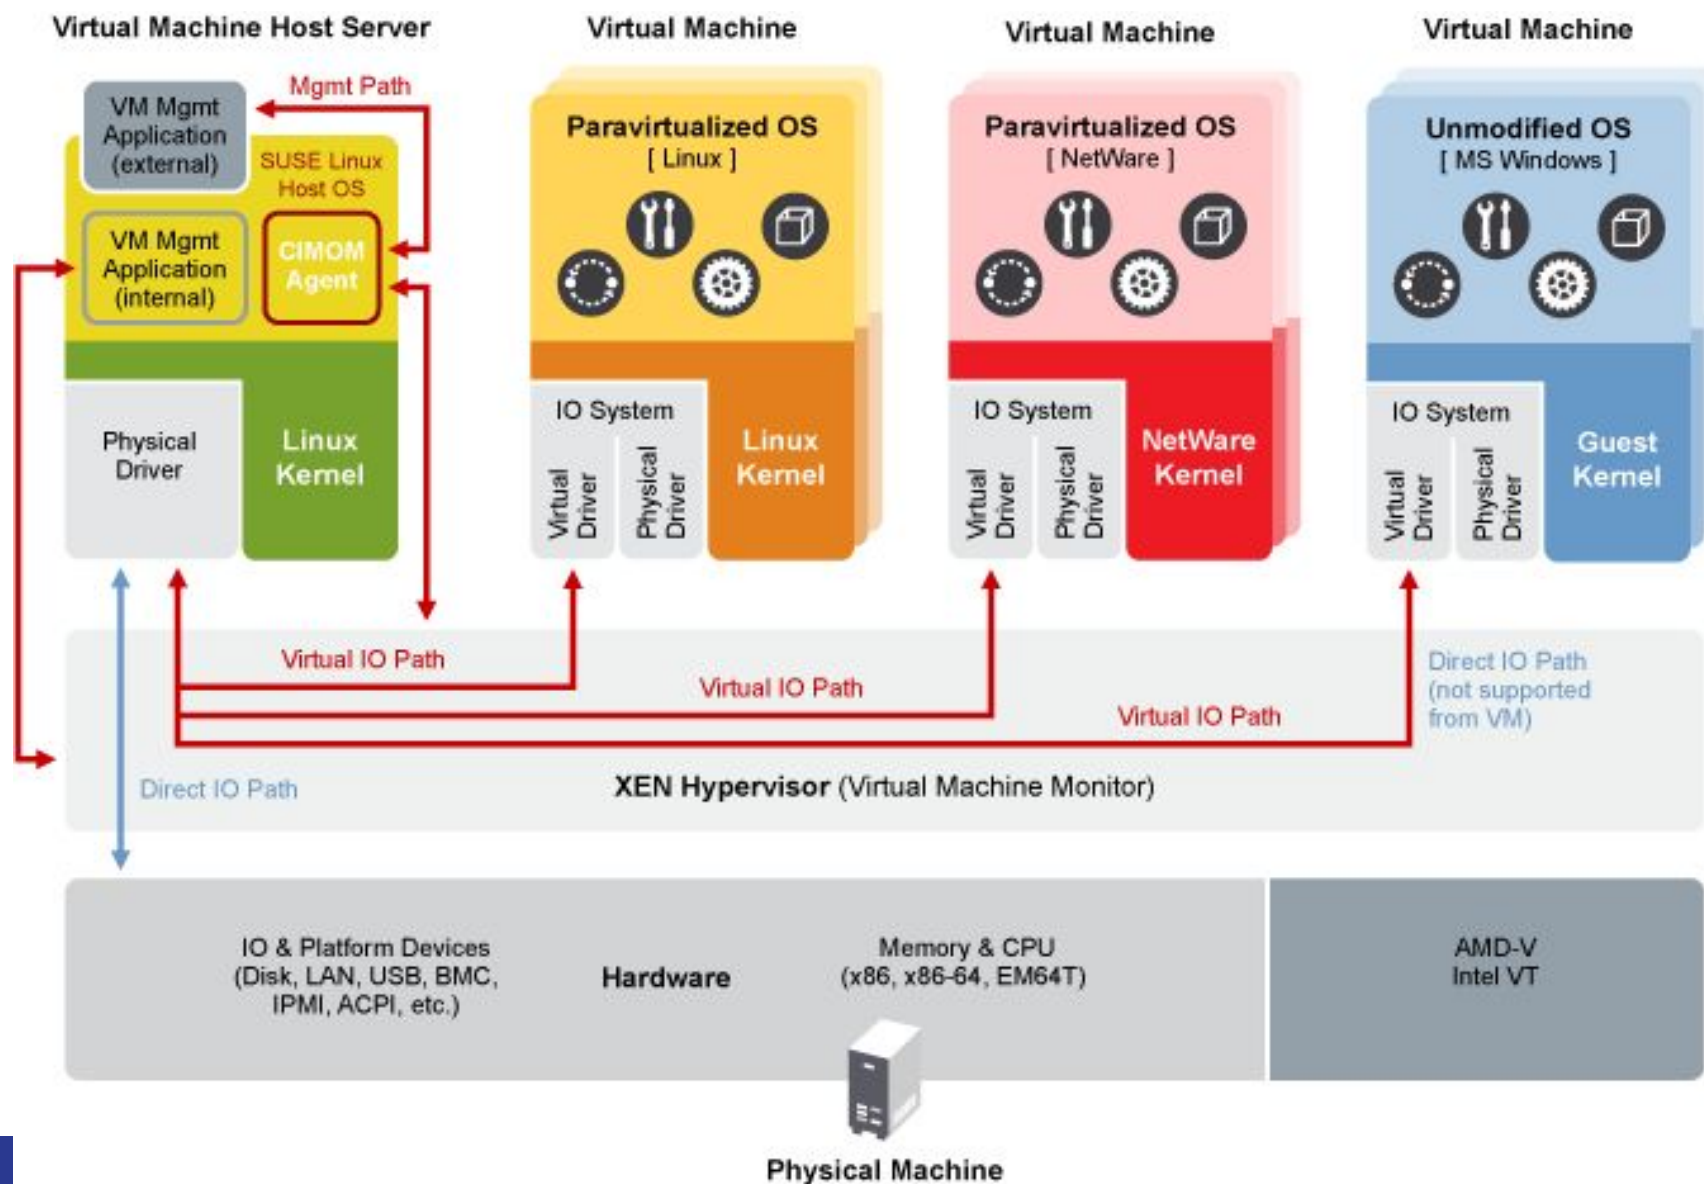 Virtual Machine Host Server
Virtual Machine
Virtual Machine
Virtual Machine
Mgmt Path
VM Mgmt
Application
(external)
SUSE Linux
Host OS
VM Mgmt
Application
(internal)
CIMOM
Agent
Physical
Driver
Linux
Kernel
Paravirtualized OS
[ Linux ]
IO System
Virtual
Driver
Physical
Driver
Linux
Kernel
Paravirtualized OS
[ NetWare ]
IO System
Virtual
Driver
Physical
Driver
NetWare
Kernel
Unmodified OS
[ MS Windows ]
IO System
Virtual
Driver
Physical
Driver
Guest
Kernel
Virtual IO Path
Virtual IO Path
Virtual IO Path
Direct IO Path
(not supported
from VM)
Direct IO Path
XEN Hypervisor (Virtual Machine Monitor)
IO & Platform Devices
(Disk, LAN, USB, BMC,
IPMI, ACPI, etc.)
Hardware
Memory & CPU
(x86, x86-64, EM64T)
AMD-V
Intel VT
Physical Machine